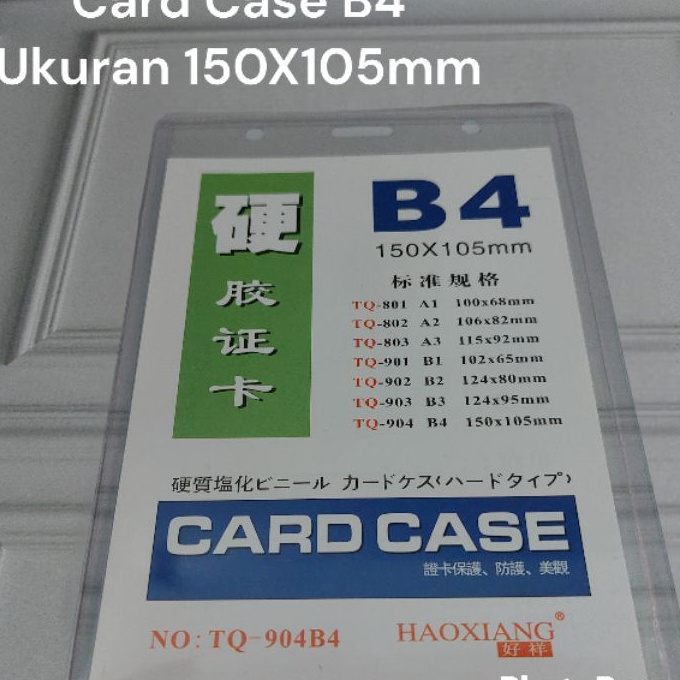 Card Case B4
Ukuran 150X105mm
硬
胶
证
卡
B4
150X105mm
标准规格
TQ-801 A1 100x68mm
TQ-802 A2 106x82mm
TQ-803 A3 115x92mm
TQ-901 B1 102x65mm
TQ-902 B2 124x80mm
TQ-903 B3 124x95mm
TQ-904 B4 150x105mm
硬質塩化ビニール カードケス(ハードタイプ)
CARD CASE
證卡保護、防護、美觀
NO: TQ-904B4
HAOXIANG®
好祥